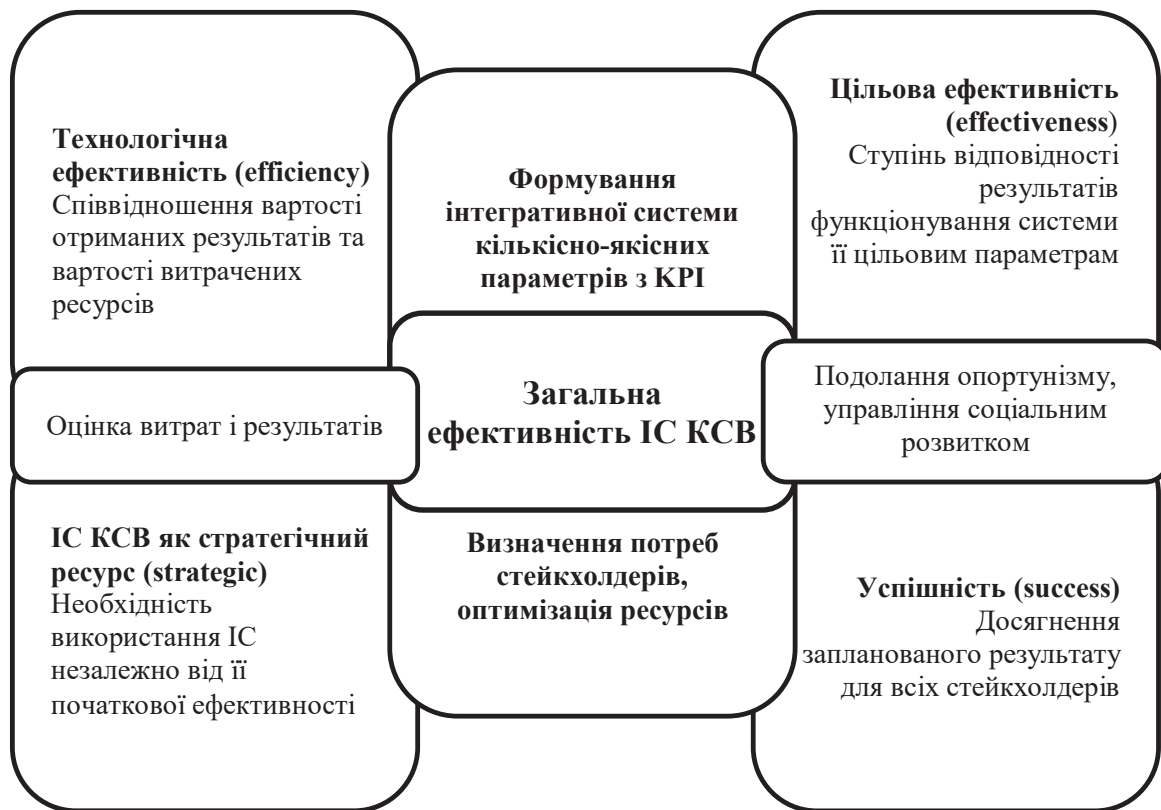 Технологічна
ефективність (efficiency)
Співвідношення вартості
отриманих результатів та
вартості витрачених
ресурсів
Формування
інтегративної системи
кількісно-якісних
параметрів з KPI
Цільова ефективність
(effectiveness)
Ступінь відповідності
результатів
функціонування системи
її цільовим параметрам
Оцінка витрат і результатів
Загальна
ефективність ІС КСВ
Подолання опортунізму,
управління соціальним
розвитком
ІС КСВ як стратегічний
ресурс (strategic)
Необхідність
використання ІС
незалежно від її
початкової ефективності
Визначення потреб
стейкхолдерів,
оптимізація ресурсів
Успішність (success)
Досягнення
запланованого результату
для всіх стейкхолдерів